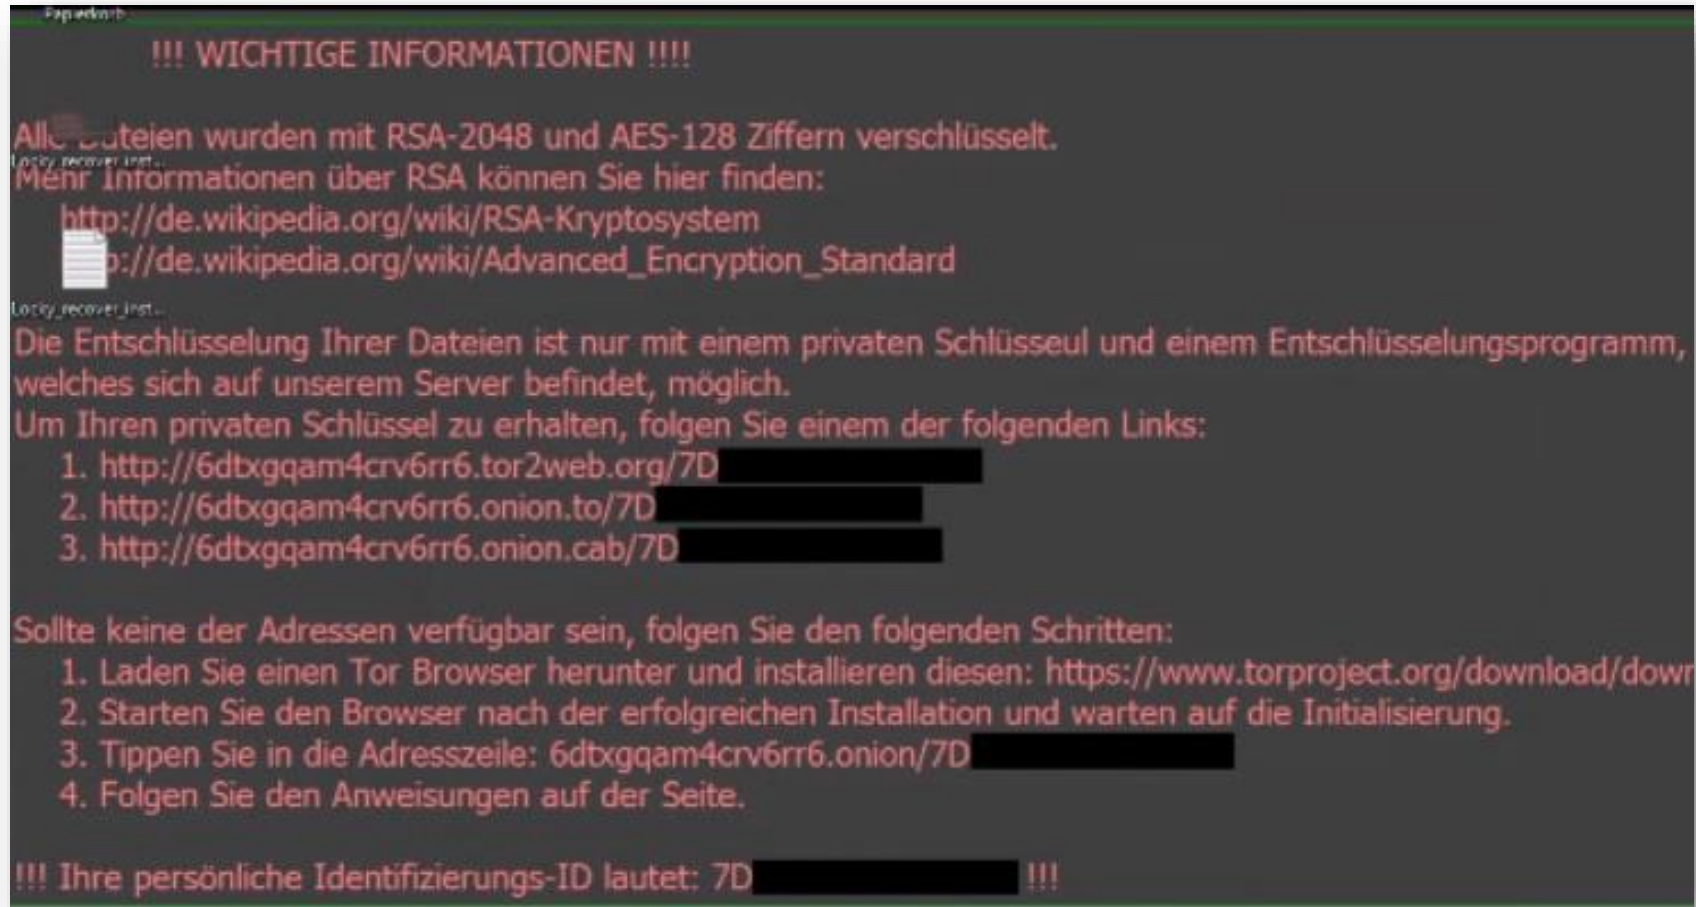 Papierkorb
!!! WICHTIGE INFORMATIONEN !!!!
Alle Dateien wurden mit RSA-2048 und AES-128 Ziffern verschlüsselt.
Locky_recover_inst...
Mehr Informationen über RSA können Sie hier finden:
http://de.wikipedia.org/wiki/RSA-Kryptosystem
p://de.wikipedia.org/wiki/Advanced_Encryption_Standard
Locky_recover_inst...
Die Entschlüsselung Ihrer Dateien ist nur mit einem privaten Schlüsseul und einem Entschlüsselungsprogramm,
welches sich auf unserem Server befindet, möglich.
Um Ihren privaten Schlüssel zu erhalten, folgen Sie einem der folgenden Links:
1. http://6dtxgqam4crv6rr6.tor2web.org/7D
2. http://6dtxgqam4crv6rr6.onion.to/7D
3. http://6dtxgqam4crv6rr6.onion.cab/7D
Sollte keine der Adressen verfügbar sein, folgen Sie den folgenden Schritten:
1. Laden Sie einen Tor Browser herunter und installieren diesen: https://www.torproject.org/download/dowr
2. Starten Sie den Browser nach der erfolgreichen Installation und warten auf die Initialisierung.
3. Tippen Sie in die Adresszeile: 6dtxgqam4crv6rr6.onion/7D
4. Folgen Sie den Anweisungen auf der Seite.
!!! Ihre persönliche Identifizierungs-ID lautet: 7D !!!